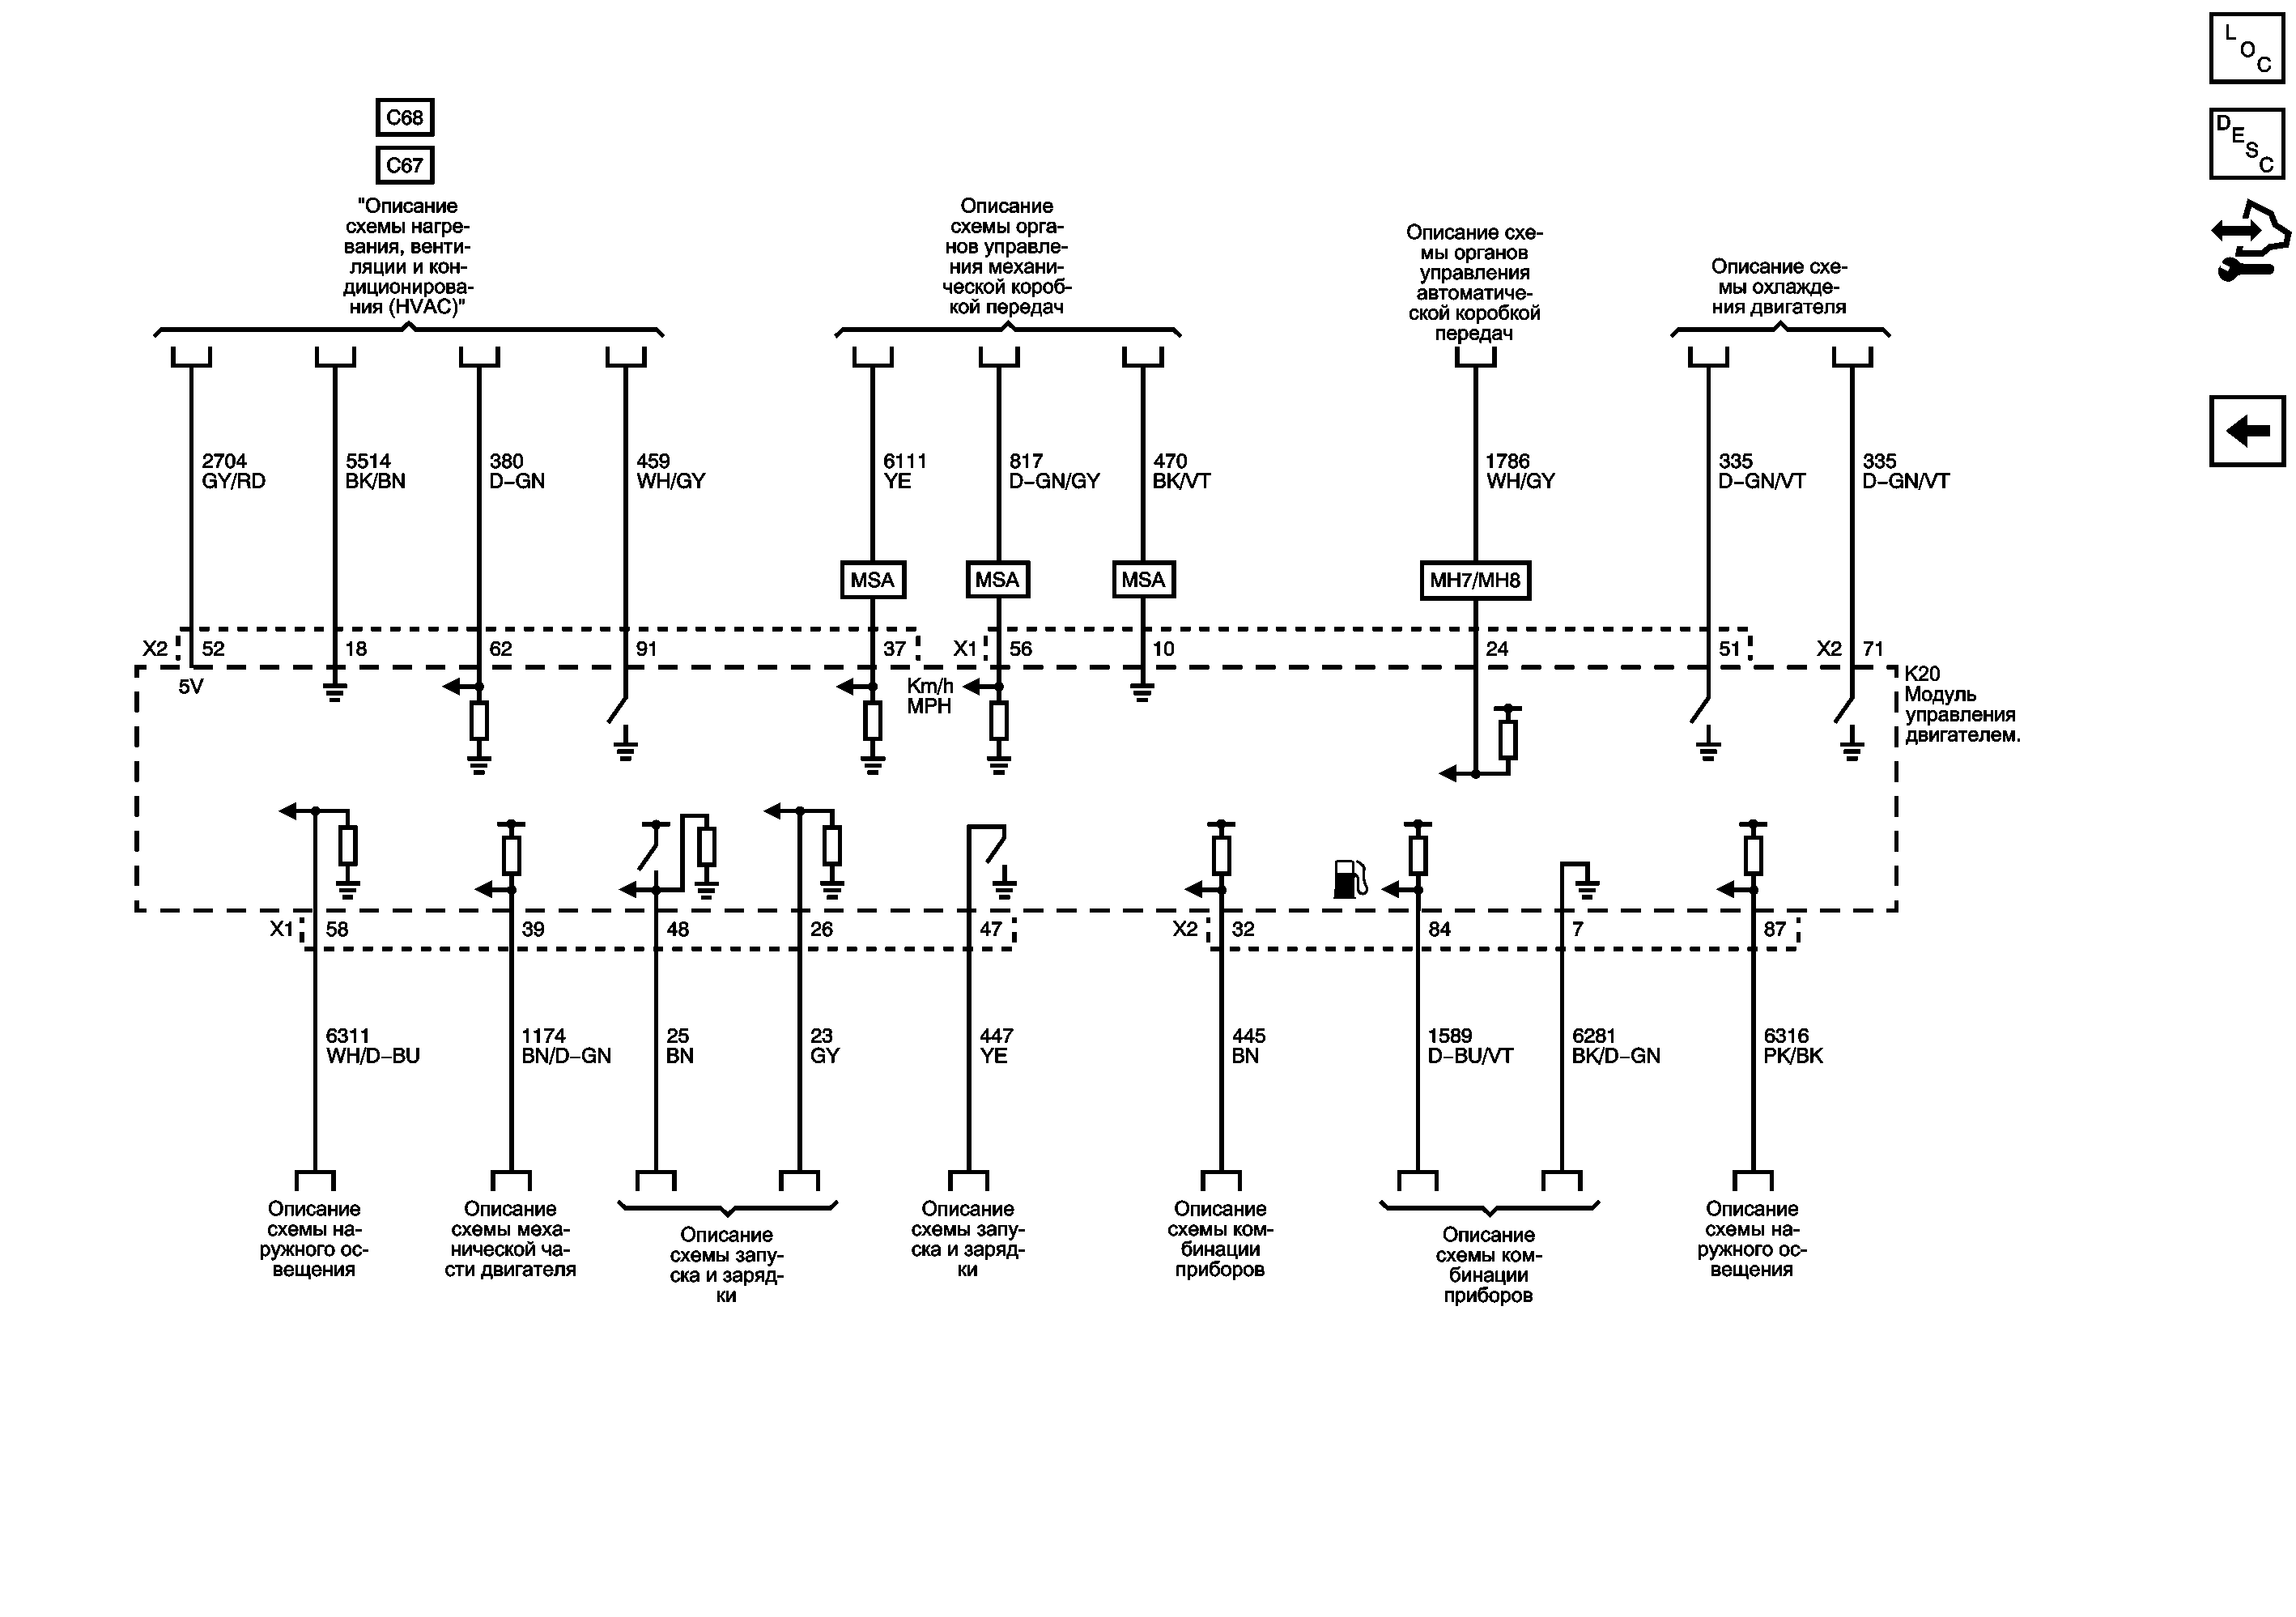 L
O
C
D
E
S
C
C68
C67
"Описание
схемы нагре-
вания, венти-
ляции и кон-
диционирова-
ния (HVAC)"
Описание
схемы орга-
нов управле-
ния механи-
ческой короб-
кой передач
Описание схе-
мы органов
управления
автоматиче-
ской коробкой
передач
Описание схе-
мы охлажде-
ния двигателя
2704
GY/RD
5514
BK/BN
380
D-GN
459
WH/GY
6111
YE
817
D-GN/GY
470
BK/VT
1786
WH/GY
335
D-GN/VT
335
D-GN/VT
MSA
MSA
MSA
MH7/MH8
X2 52 18 62 91 37 X1 56 10 24 51 X2 71
5V
Km/h
MPH
K20
Модуль
управления
двигателем.
X1 58 39 48 26 47 X2 32 84 7 87
6311
WH/D-BU
1174
BN/D-GN
25
BN
23
GY
447
YE
445
BN
1589
D-BU/VT
6281
BK/D-GN
6316
PK/BK
Описание
схемы на-
ружного ос-
вещения
Описание
схемы меха-
нической ча-
сти двигателя
Описание
схемы запу-
ска и заряд-
ки
Описание
схемы запу-
ска и заряд-
ки
Описание
схемы ком-
бинации
приборов
Описание
схемы ком-
бинации
приборов
Описание
схемы на-
ружного ос-
вещения